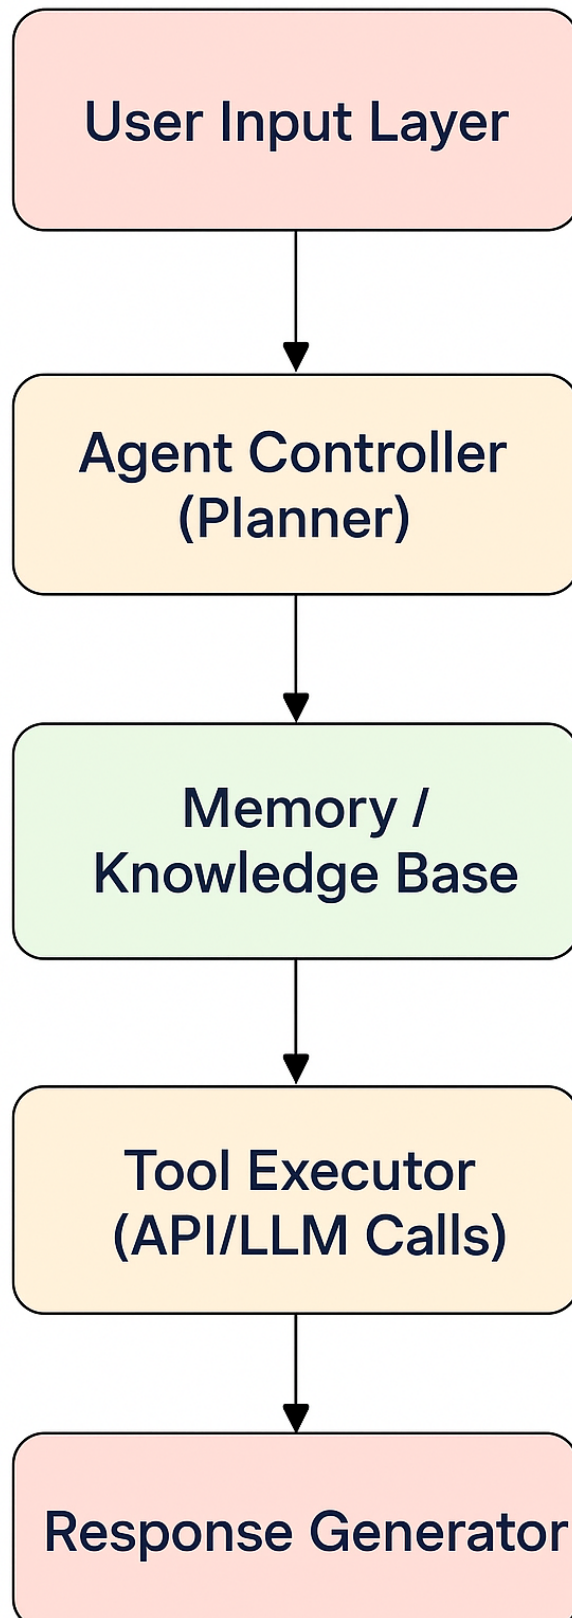 User Input Layer
Agent Controller
(Planner)
Memory /
Knowledge Base
Tool Executor
(API/LLM Calls)
Response Generator